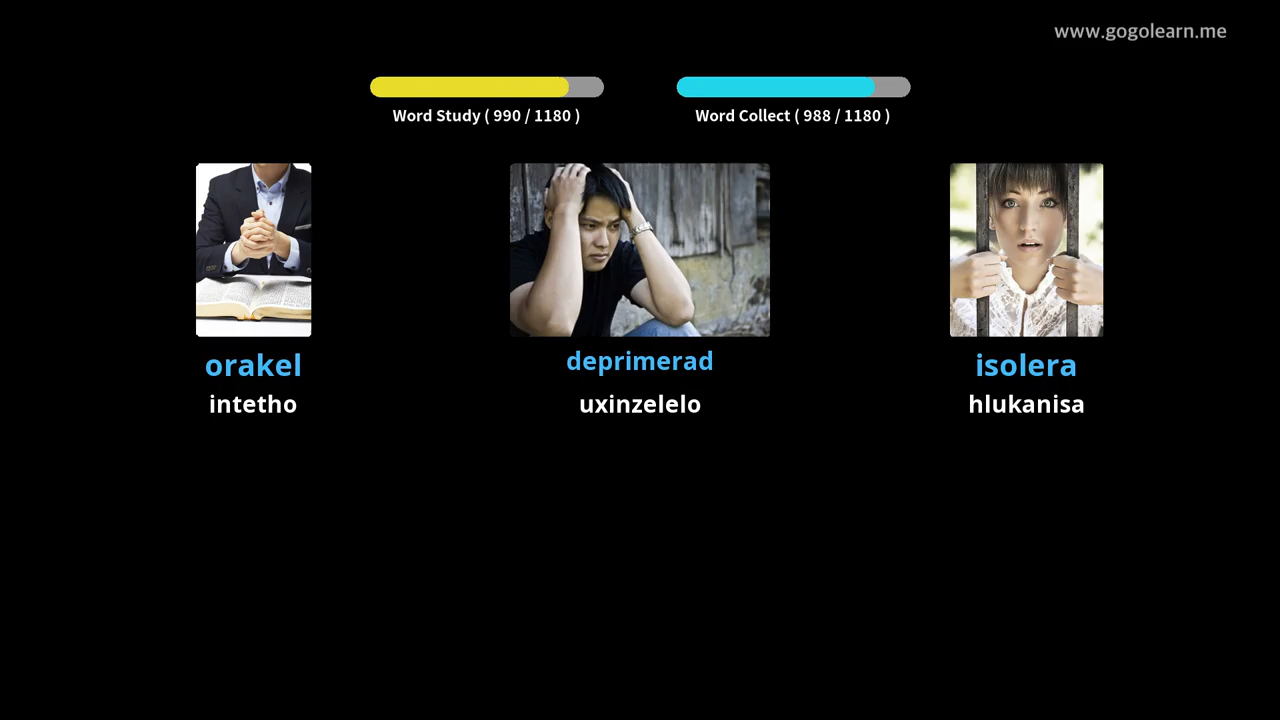 www.gogolearn.me
Word Study ( 990 / 1180 )
Word Collect ( 988 / 1180 )
orakel
deprimerad
isolera
intetho
uxinzelelo
hlukanisa